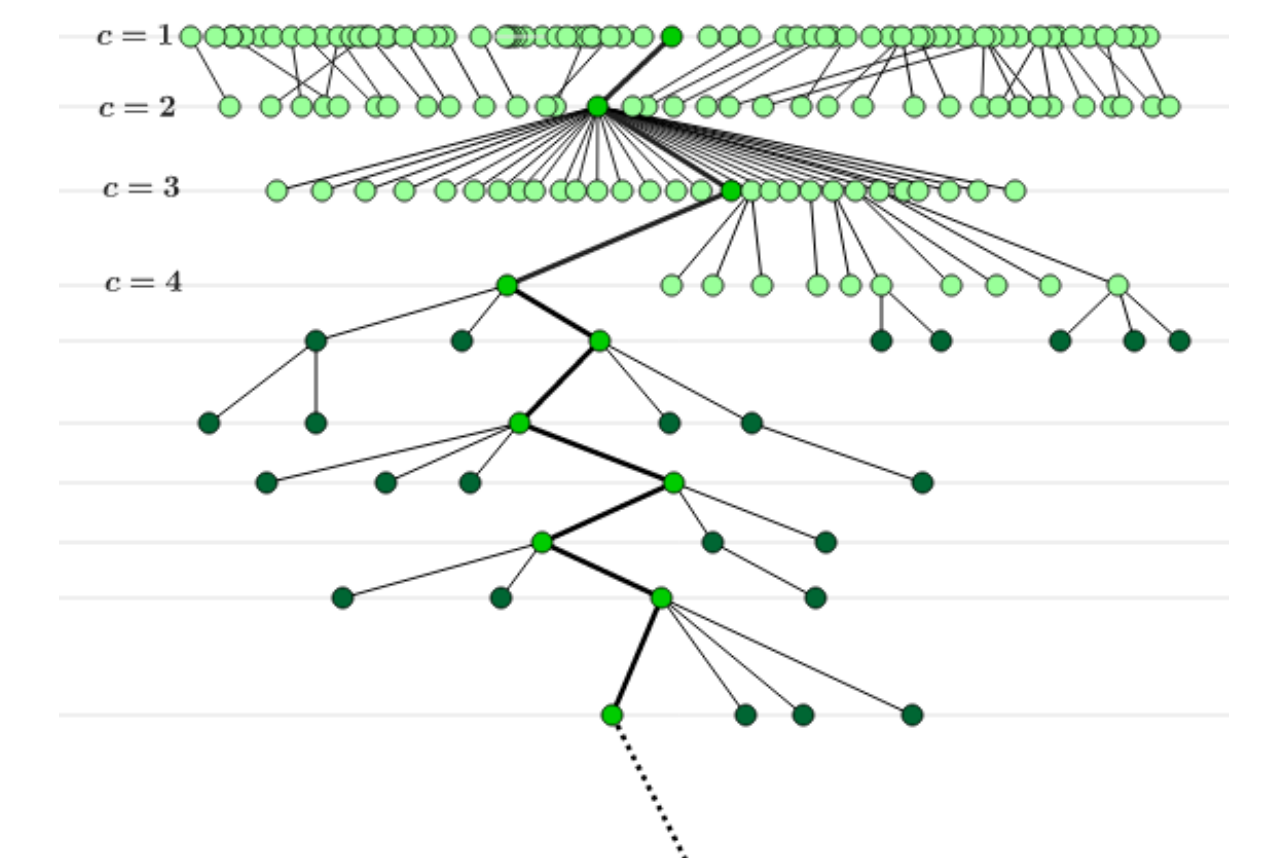 c = 1
c = 2
c = 3
c = 4